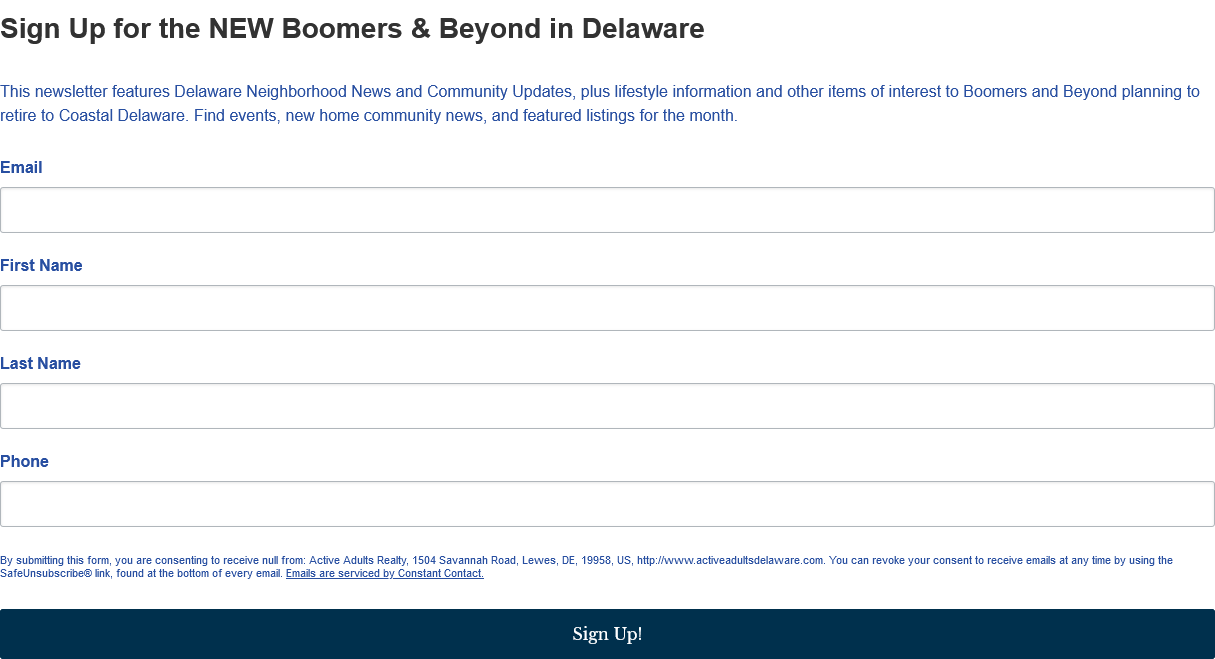 Sign Up for the NEW Boomers & Beyond in Delaware
This newsletter features Delaware Neighborhood News and Community Updates, plus lifestyle information and other items of interest to Boomers and Beyond planning to
retire to Coastal Delaware. Find events, new home community news, and featured listings for the month.
Email
First Name
Last Name
Phone
By submitting this form, you are consenting to receive null from: Active Adults Realty, 1504 Savannah Road, Lewes, DE, 19958, US, http://www.activeadultsdelaware.com. You can revoke your consent to receive emails at any time by using the
SafeUnsubscribe® link, found at the bottom of every email. Emails are serviced by Constant Contact.
Sign Up!